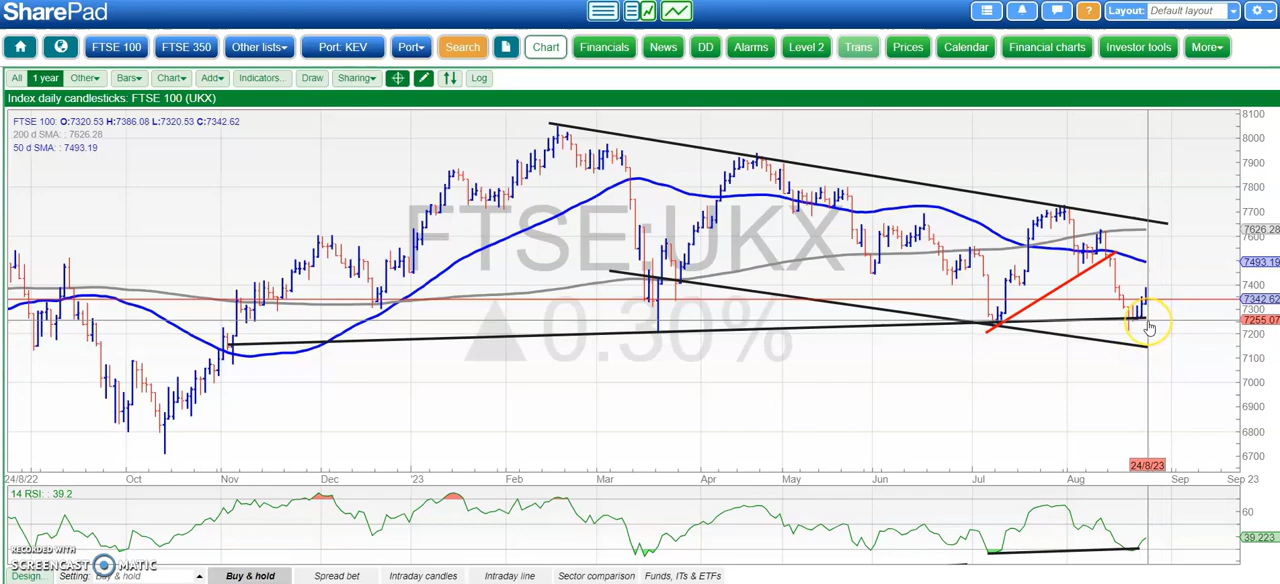 SharePad
Layout: Default layout
FTSE 100 FTSE 350 Other lists Port: KEV Port Search Chart Financials News DD Alarms Level 2 Trans Prices Calendar Financial charts Investor tools More
All 1 year Other Bars Chart Add Indicators... Draw Sharing Log
Index daily candlesticks: FTSE 100 (UKX)
FTSE 100: O:7320.53 H:7386.08 L:7320.53 C:7342.62
200 d SMA: : 7626.28
50 d SMA: : 7493.19
FTSE:UKX
▲0.30%
8100
8000
7900
7800
7700
7626.28
7600
7493.19
7400
7342.62
7300
7255.07
7200
7100
7000
6900
6800
6700
24/8/23
24/8/22 Oct Nov Dec '23 Feb Mar Apr May Jun Jul Aug Sep Sep 23
14 RSI: : 39.2
60
39.223
RECORDED WITH
SCREENCAST MATIC
Design... Setting: Buy & hold Buy & hold Spread bet Intraday candles Intraday line Sector comparison Funds, ITs & ETFs